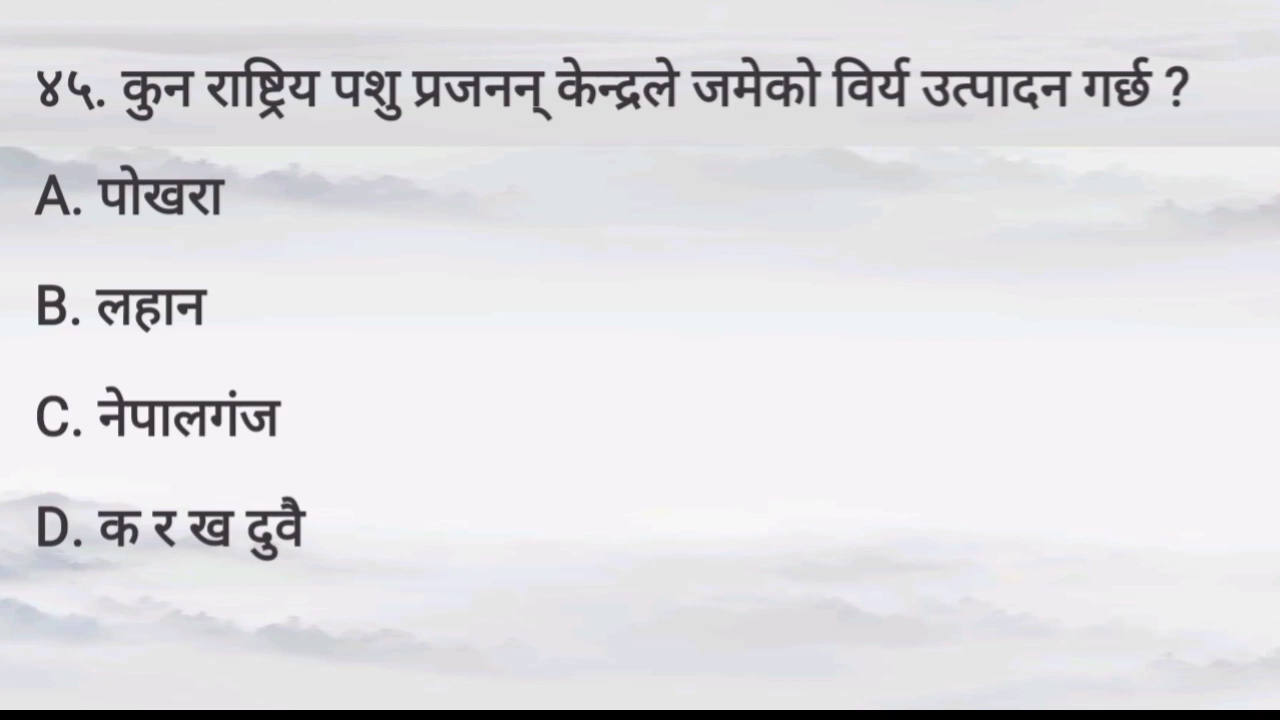 ४५. कुन राष्ट्रिय पशु प्रजनन् केन्द्रले जमेको विर्य उत्पादन गर्छ ?
A. पोखरा
B. लहान
C. नेपालगंज
D. क र ख दुवै